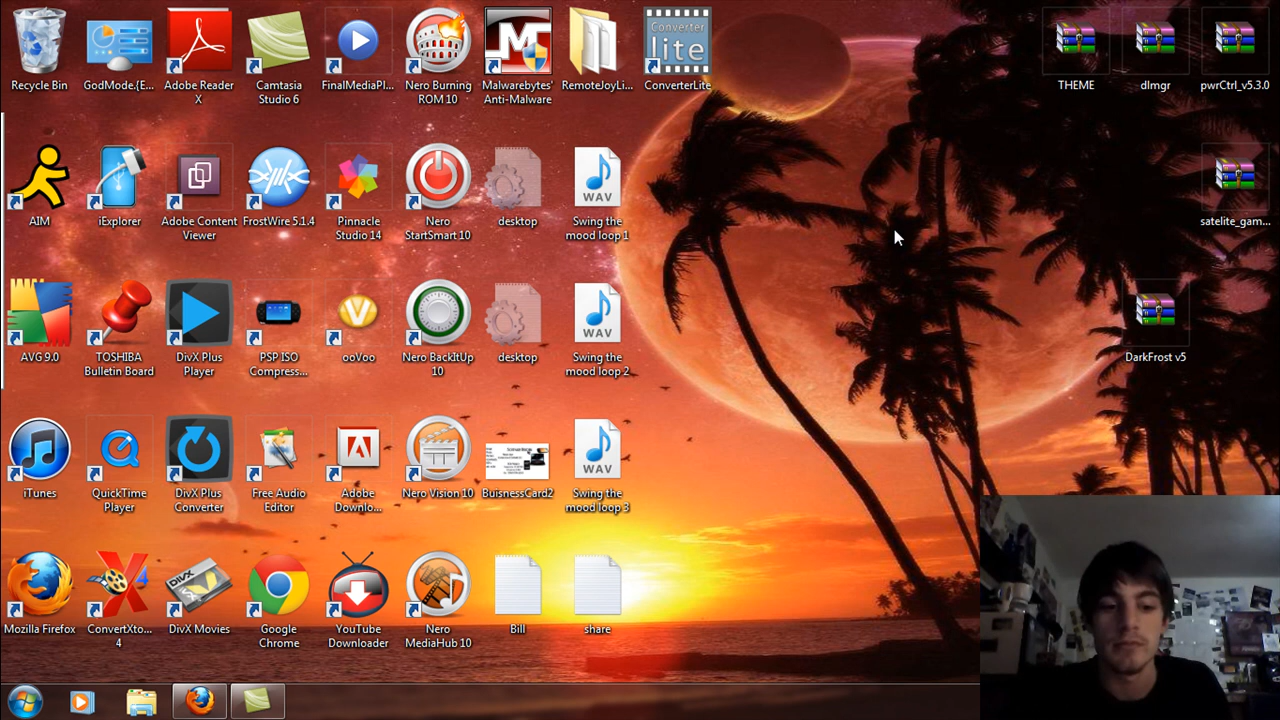 Recycle Bin
GodMode.{E...
Adobe Reader
X
Camtasia
Studio 6
FinalMediaPl...
Nero Burning
ROM 10
Malwarebytes'
Anti-Malware
RemoteJoyLi...
Converter
lite
ConverterLite
THEME
dlmgr
pwrCtrl_v5.3.0
AIM
iExplorer
Adobe Content
Viewer
FrostWire 5.1.4
Pinnacle
Studio 14
Nero
StartSmart 10
desktop
WAV
Swing the
mood loop 1
satelite_gam...
AVG 9.0
TOSHIBA
Bulletin Board
DivX Plus
Player
PSP ISO
Compress...
ooVoo
Nero BackItUp
10
desktop
WAV
Swing the
mood loop 2
DarkFrost v5
iTunes
QuickTime
Player
DivX Plus
Converter
Free Audio
Editor
Adobe
Downlo...
Nero Vision 10
BuisnessCard2
WAV
Swing the
mood loop 3
Mozilla Firefox
ConvertXto...
4
DIVX
DivX Movies
Google
Chrome
YouTube
Downloader
Nero
MediaHub 10
Bill
share